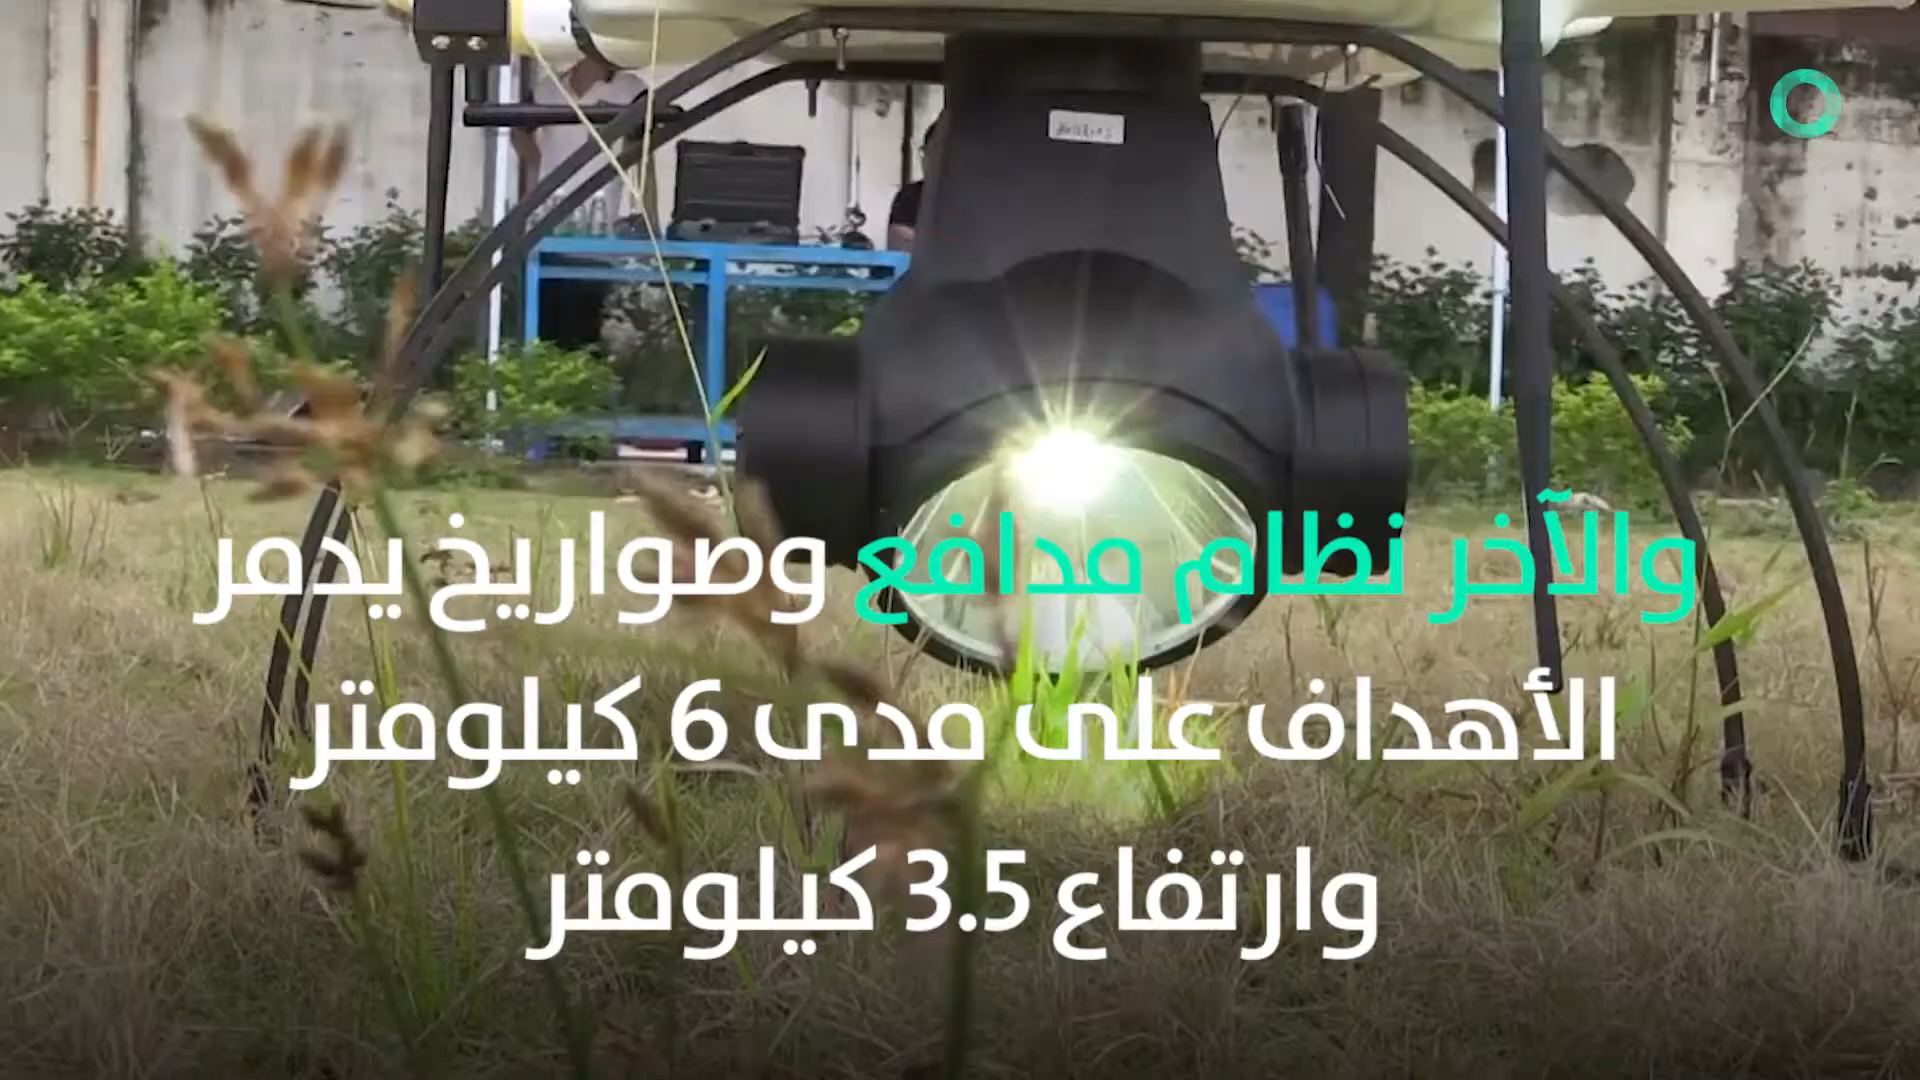 والآخر نظام مدافع وصواريخ يدمر
الأهداف على مدى 6 كيلومتر
وارتفاع 3.5 كيلومتر